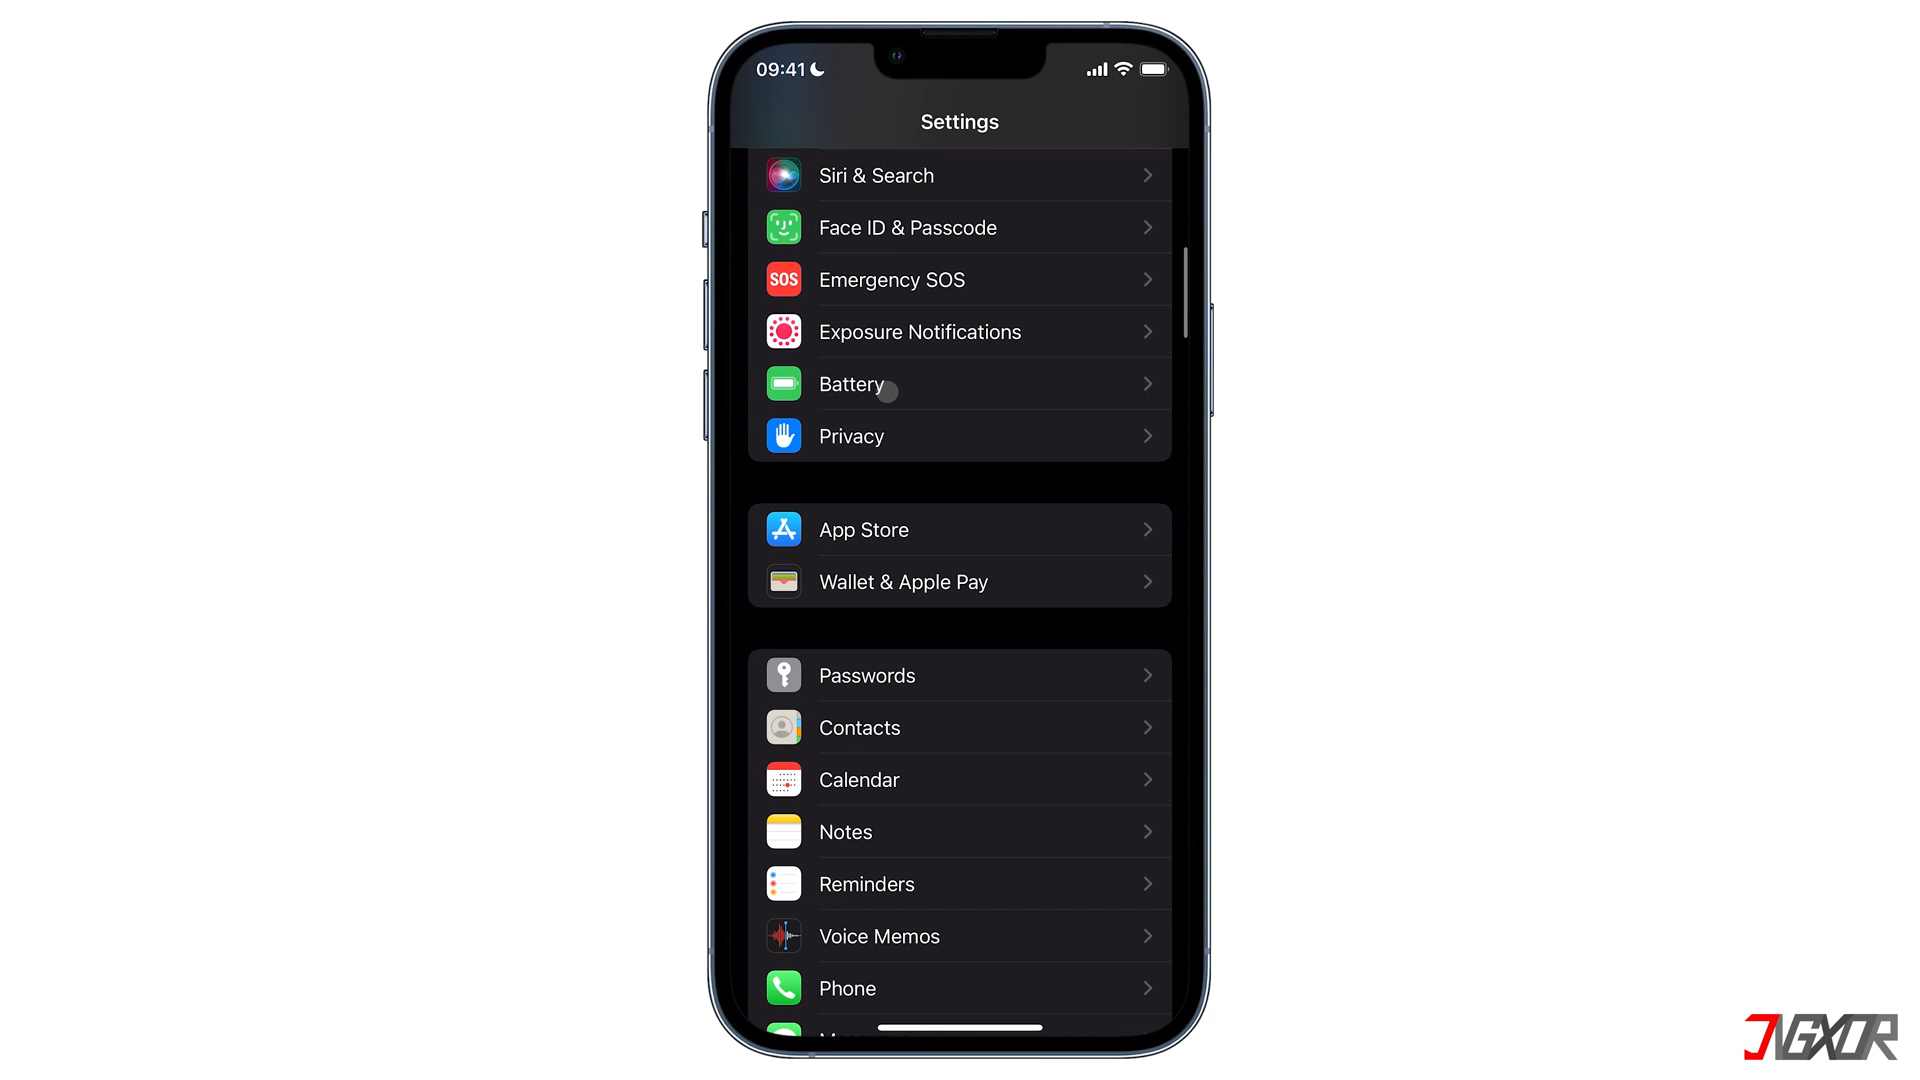 09:41
Settings
Siri & Search
Face ID & Passcode
SOS Emergency SOS
Exposure Notifications
Battery
Privacy
App Store
Wallet & Apple Pay
Passwords
Contacts
Calendar
Notes
Reminders
Voice Memos
Phone
JIGXOR